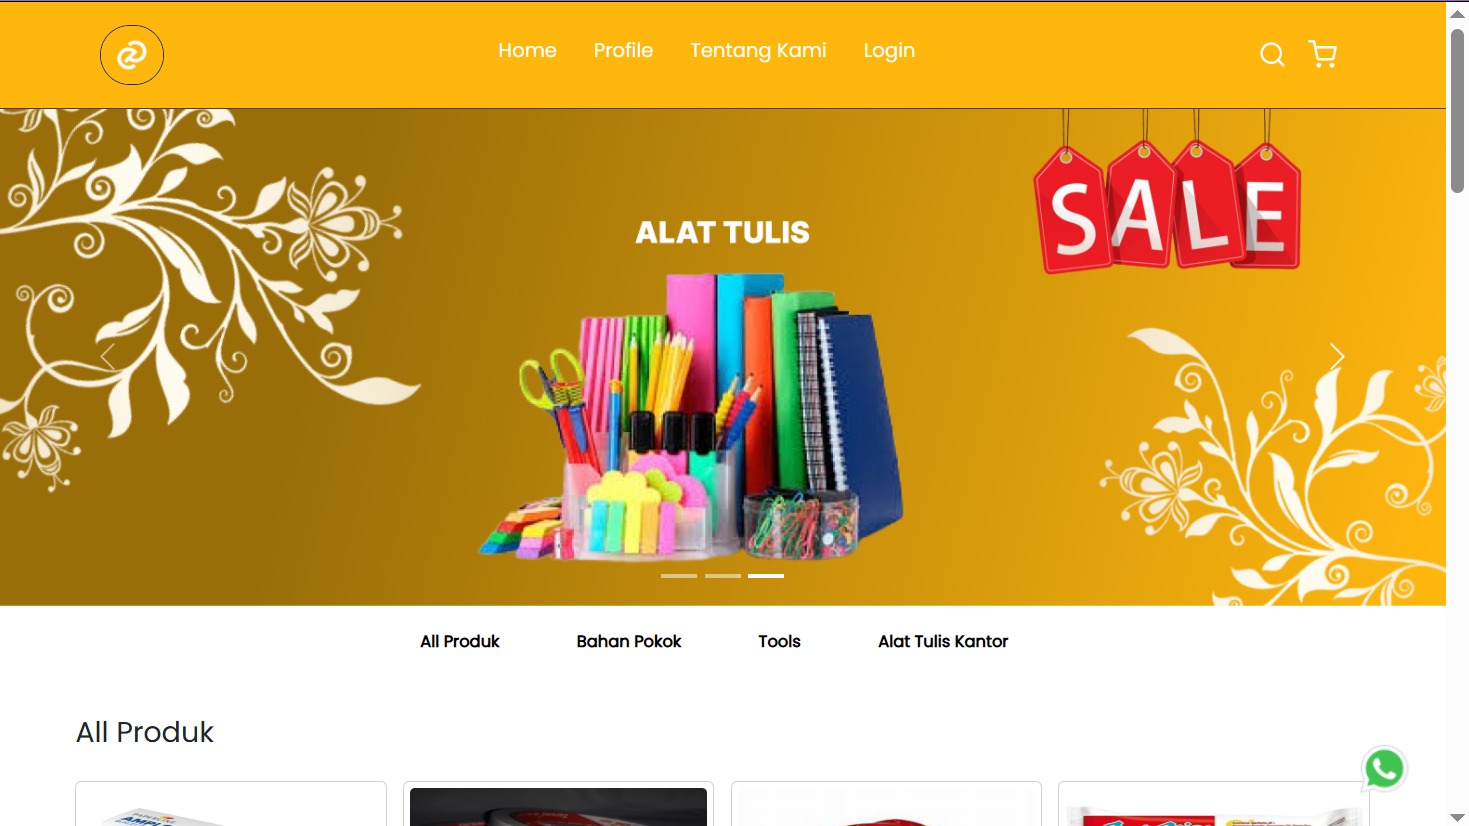 Home Profile Tentang Kami Login
SALE
ALAT TULIS
All Produk Bahan Pokok Tools Alat Tulis Kantor
All Produk